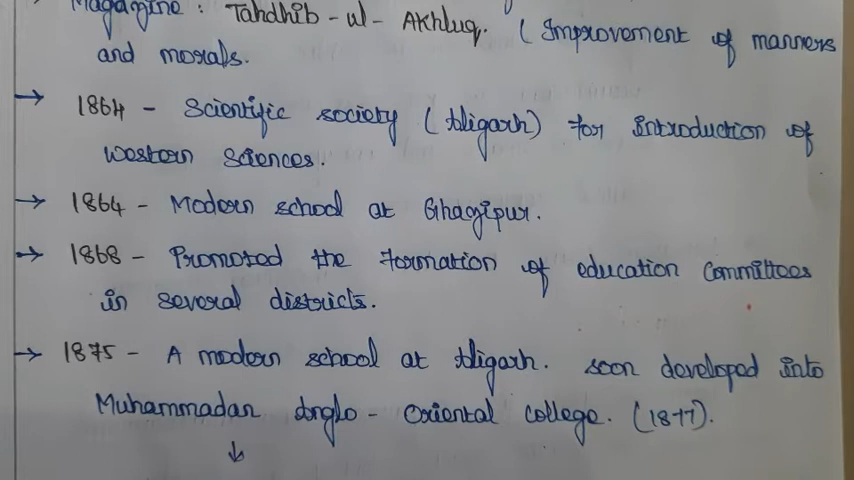 Magazine : Tahdhib-ul-Akhluq. (Improvement of manners
and morals.
→ 1864 - Scientific society (Aligarh) for introduction of
western sciences.
→ 1864 - Modern school at Ghazipur.
→ 1868 - Promoted the formation of education committees
in several districts.
→ 1875 - A modern school at Aligarh. soon developed into
Muhammadan Anglo-Oriental college. (1877).
↓